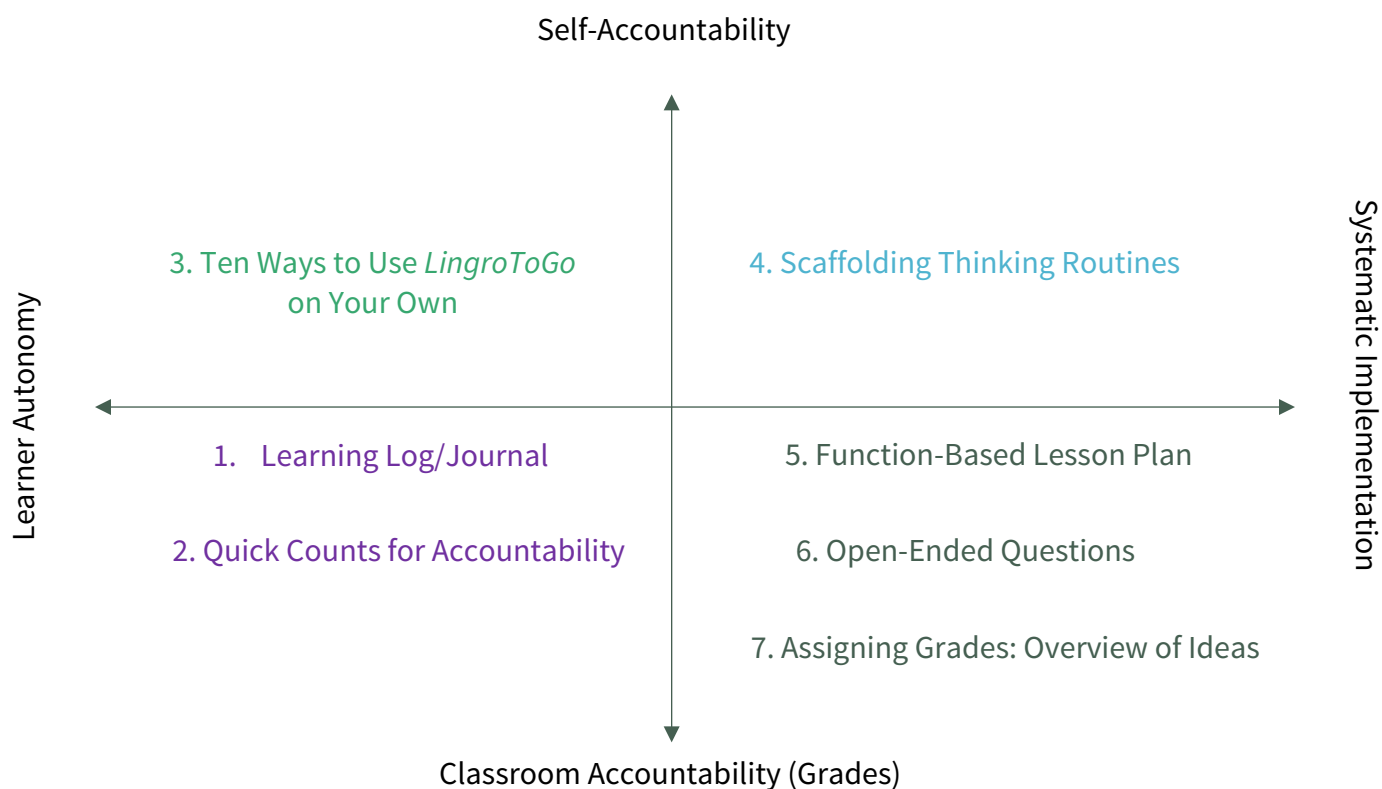 Self-Accountability
3. Ten Ways to Use LingroToGo
on Your Own
4. Scaffolding Thinking Routines
Learner Autonomy
Systematic Implementation
1. Learning Log/Journal
2. Quick Counts for Accountability
5. Function-Based Lesson Plan
6. Open-Ended Questions
7. Assigning Grades: Overview of Ideas
Classroom Accountability (Grades)